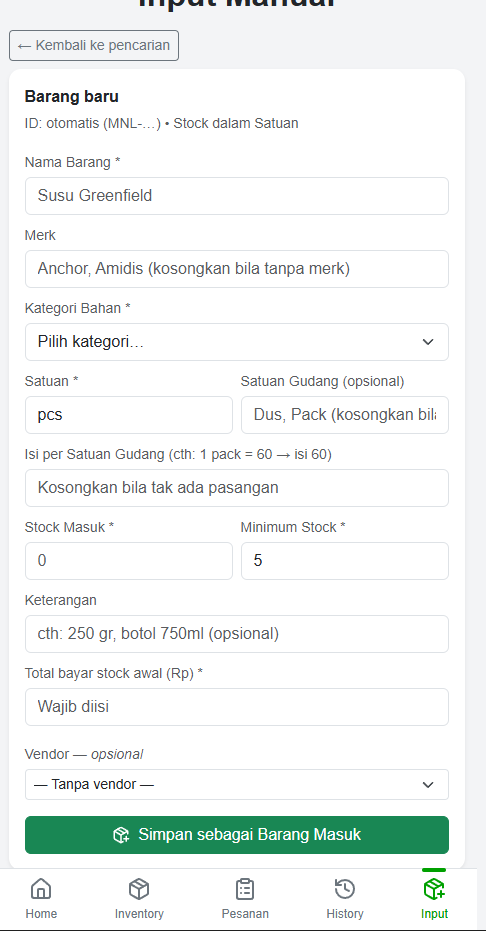 Input Manual
← Kembali ke pencarian
Barang baru
ID: otomatis (MNL-…) • Stock dalam Satuan
Nama Barang *
Susu Greenfield
Merk
Anchor, Amidis (kosongkan bila tanpa merk)
Kategori Bahan *
Pilih kategori…
Satuan * Satuan Gudang (opsional)
pcs Dus, Pack (kosongkan bila
Isi per Satuan Gudang (cth: 1 pack = 60 → isi 60)
Kosongkan bila tak ada pasangan
Stock Masuk * Minimum Stock *
0 5
Keterangan
cth: 250 gr, botol 750ml (opsional)
Total bayar stock awal (Rp) *
Wajib diisi
Vendor — opsional
— Tanpa vendor —
Simpan sebagai Barang Masuk
Home Inventory Pesanan History Input